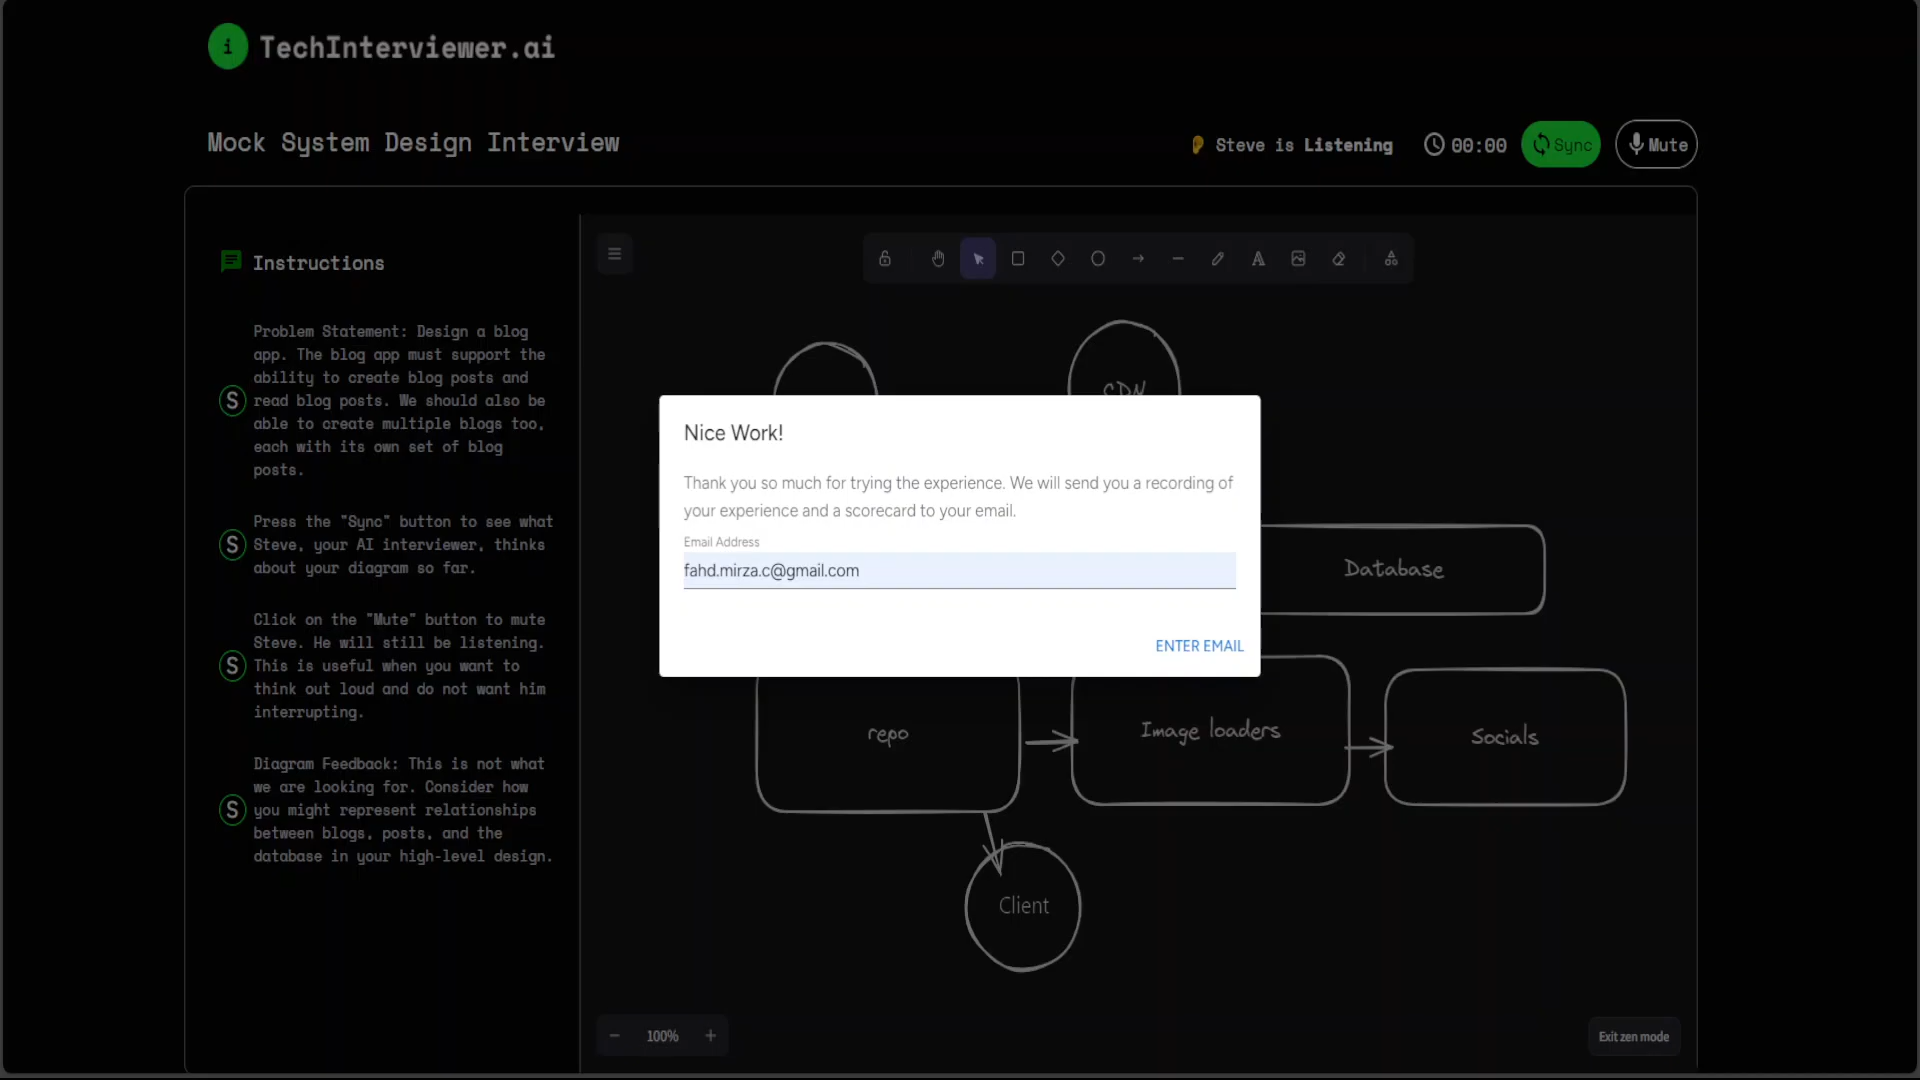 i TechInterviewer.ai
Mock System Design Interview
Steve is Listening
00:00
Sync
Mute
Instructions
S
Problem Statement: Design a blog
app. The blog app must support the
ability to create blog posts and
read blog posts. We should also be
able to create multiple blogs too,
each with its own set of blog
posts.
S
Press the "Sync" button to see what
Steve, your AI interviewer, thinks
about your diagram so far.
S
Click on the "Mute" button to mute
Steve. He will still be listening.
This is useful when you want to
think out loud and do not want him
interrupting.
S
Diagram Feedback: This is not what
we are looking for. Consider how
you might represent relationships
between blogs, posts, and the
database in your high-level design.
A
CDN
Nice Work!
Thank you so much for trying the experience. We will send you a recording of
your experience and a scorecard to your email.
Email Address
fahd.mirza.c@gmail.com
ENTER EMAIL
Database
repo
Image loaders
Socials
Client
100%
Exit zen mode